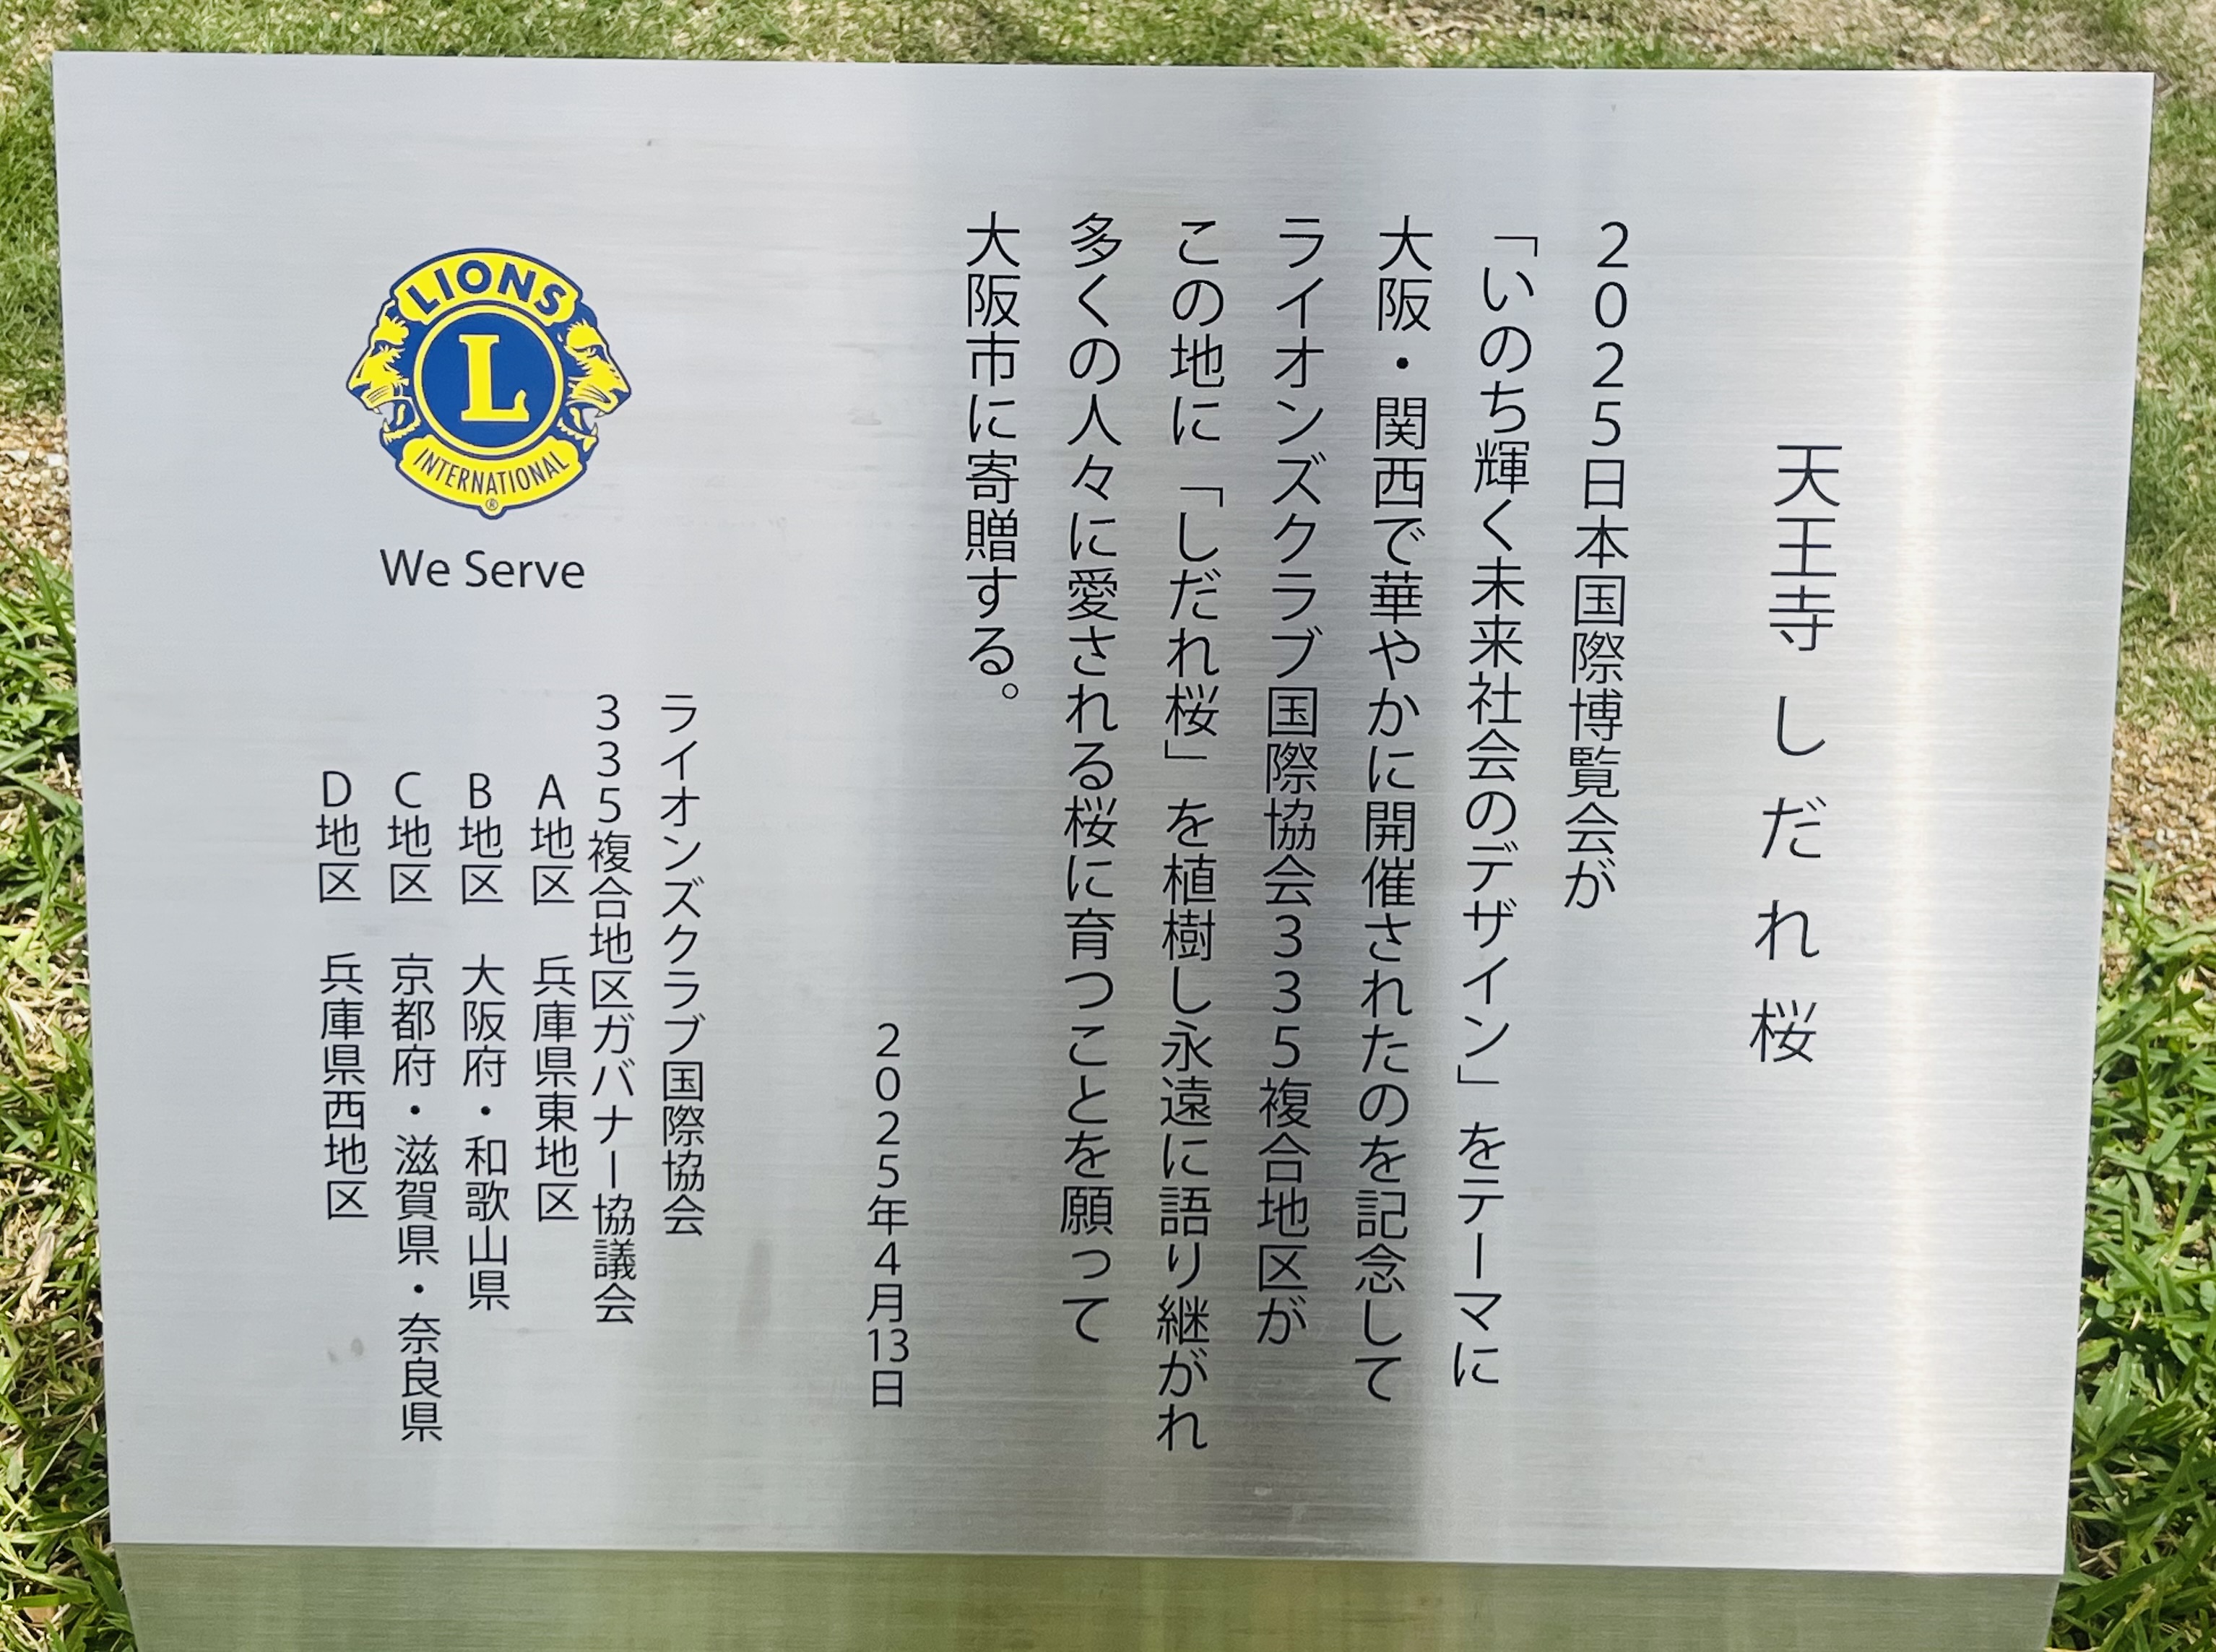 天王寺 しだれ桜
2025日本国際博覧会が
「いのち輝く未来社会のデザイン」をテーマに
大阪・関西で華やかに開催されたのを記念して
ライオンズクラブ国際協会335複合地区が
この地に「しだれ桜」を植樹し永遠に語り継がれ
多くの人々に愛される桜に育つことを願って
大阪市に寄贈する。
2025年4月13日
LIONS
L
INTERNATIONAL
®
We Serve
ライオンズクラブ国際協会
335複合地区ガバナー協議会
A地区 兵庫県東地区
B地区 大阪府・和歌山県
C地区 京都府・滋賀県・奈良県
D地区 兵庫県西地区